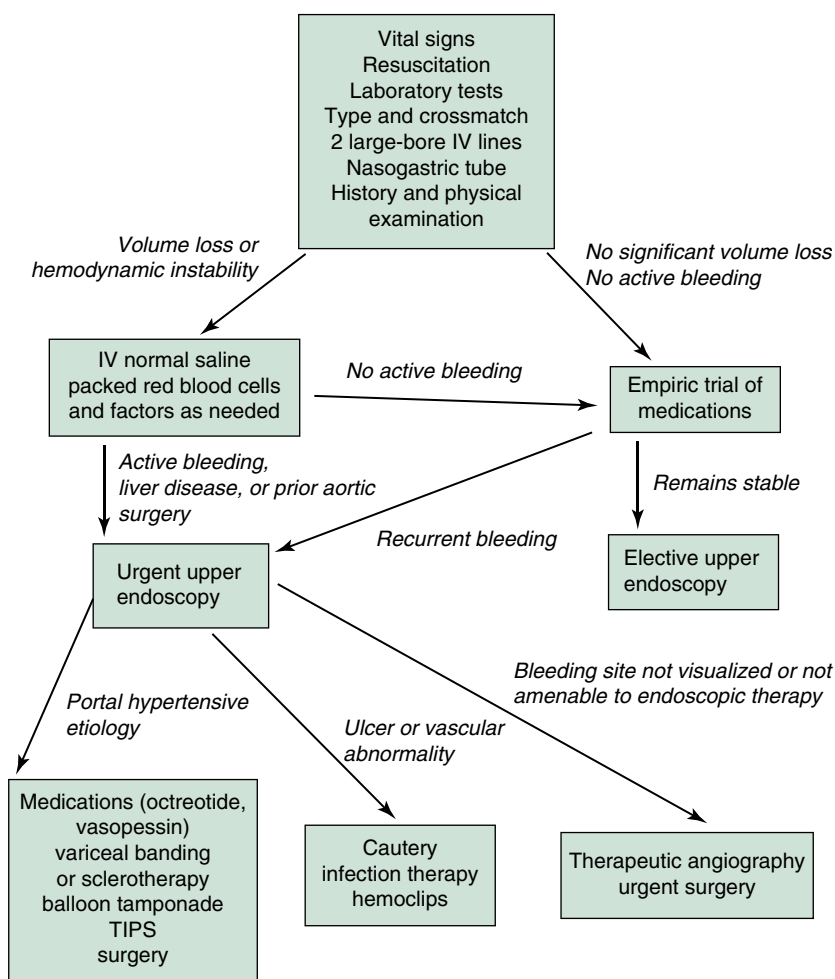 Vital signs
Resuscitation
Laboratory tests
Type and crossmatch
2 large-bore IV lines
Nasogastric tube
History and physical
examination
Volume loss or
hemodynamic instability
No significant volume loss
No active bleeding
IV normal saline
packed red blood cells
and factors as needed
No active bleeding
Empiric trial of
medications
Active bleeding,
liver disease, or prior aortic
surgery
Recurrent bleeding
Remains stable
Urgent upper
endoscopy
Elective upper
endoscopy
Portal hypertensive
etiology
Ulcer or vascular
abnormality
Bleeding site not visualized or not
amenable to endoscopic therapy
Medications (octreotide,
vasopessin)
variceal banding
or sclerotherapy
balloon tamponade
TIPS
surgery
Cautery
infection therapy
hemoclips
Therapeutic angiography
urgent surgery